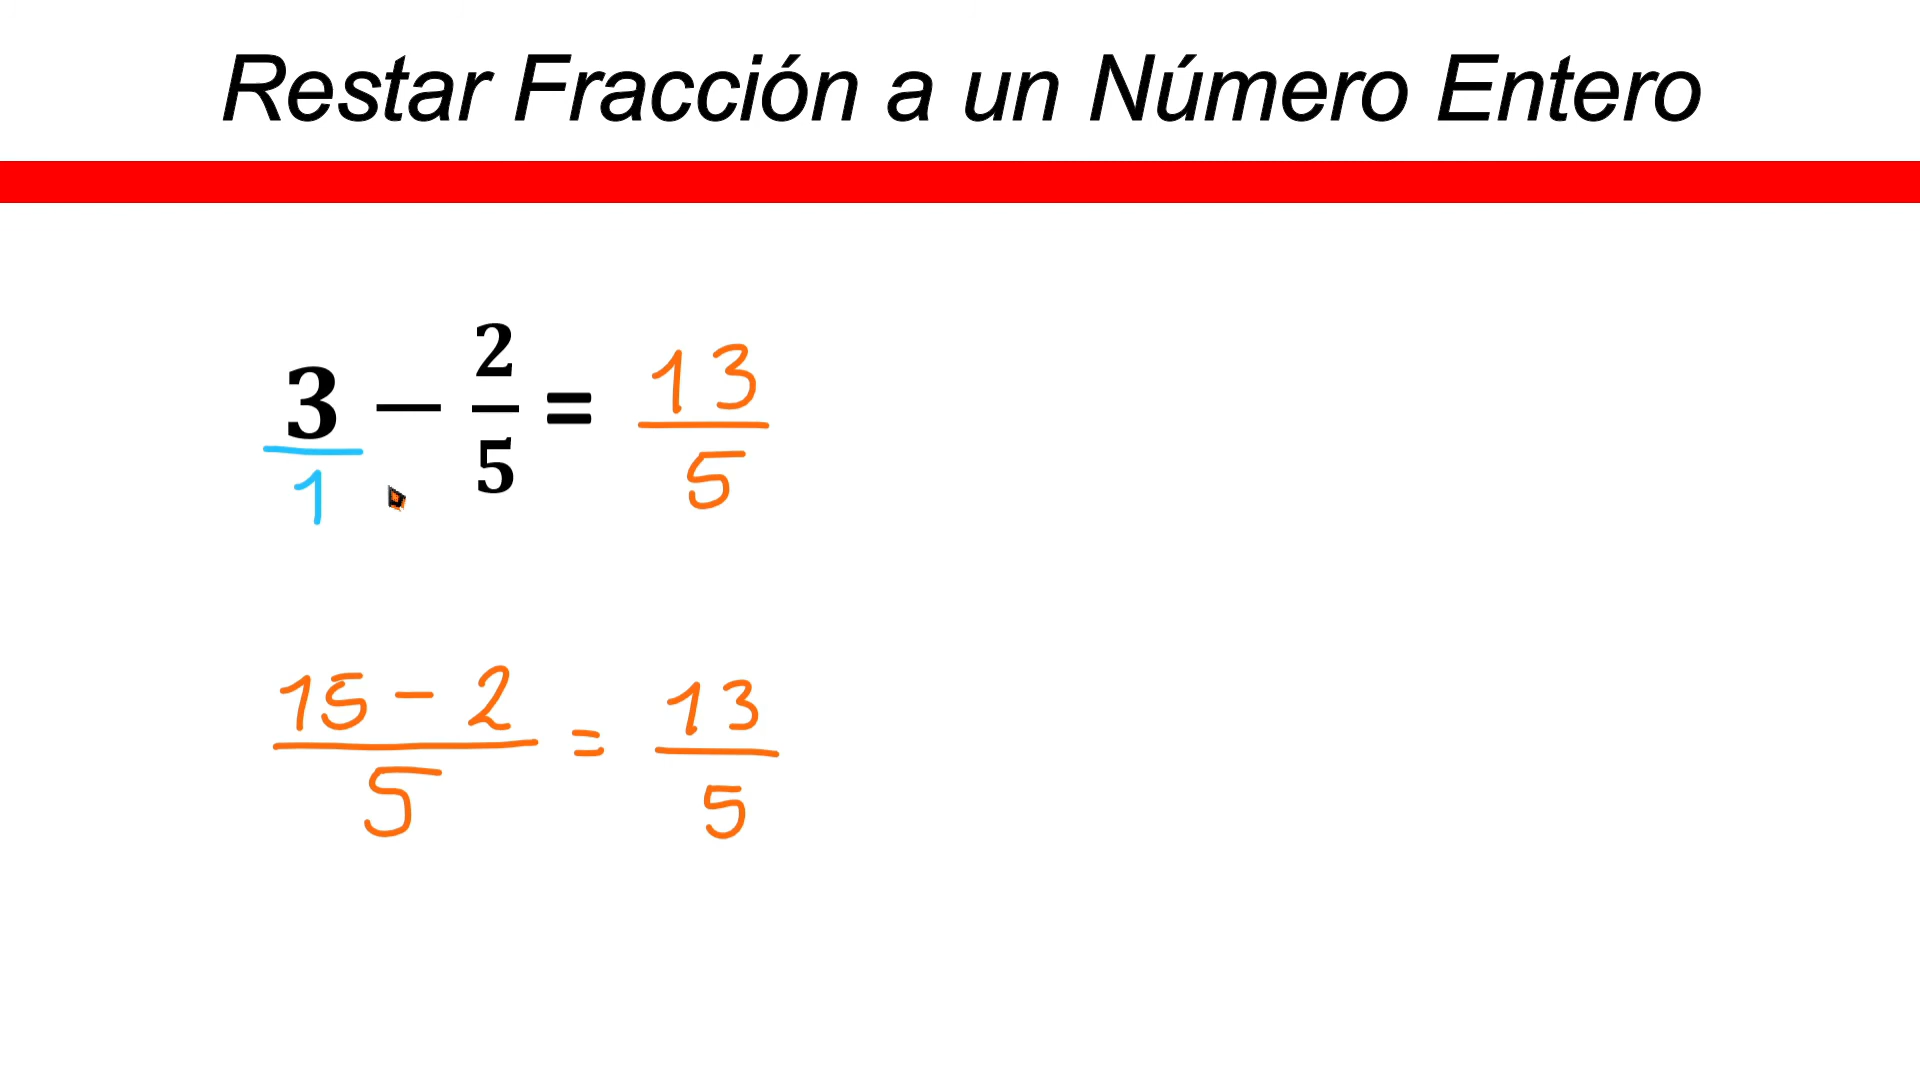 Restar Fracción a un Número Entero
3/1 − 2/5 = 13/5
15 - 2/5 = 13/5